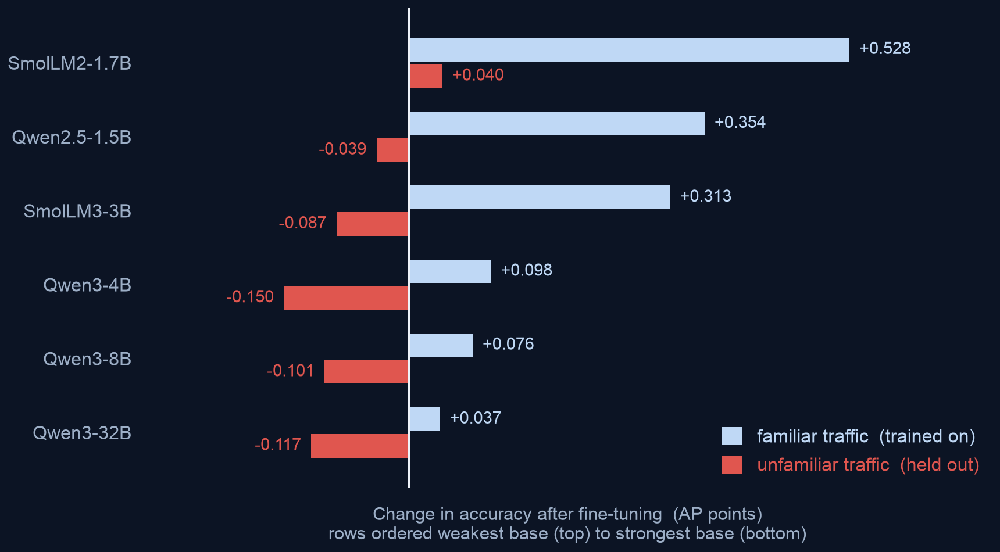 SmolLM2-1.7B
+0.528
+0.040
Qwen2.5-1.5B
+0.354
-0.039
SmolLM3-3B
+0.313
-0.087
Qwen3-4B
+0.098
-0.150
Qwen3-8B
+0.076
-0.101
Qwen3-32B
+0.037
-0.117
familiar traffic (trained on)
unfamiliar traffic (held out)
Change in accuracy after fine-tuning (AP points)
rows ordered weakest base (top) to strongest base (bottom)